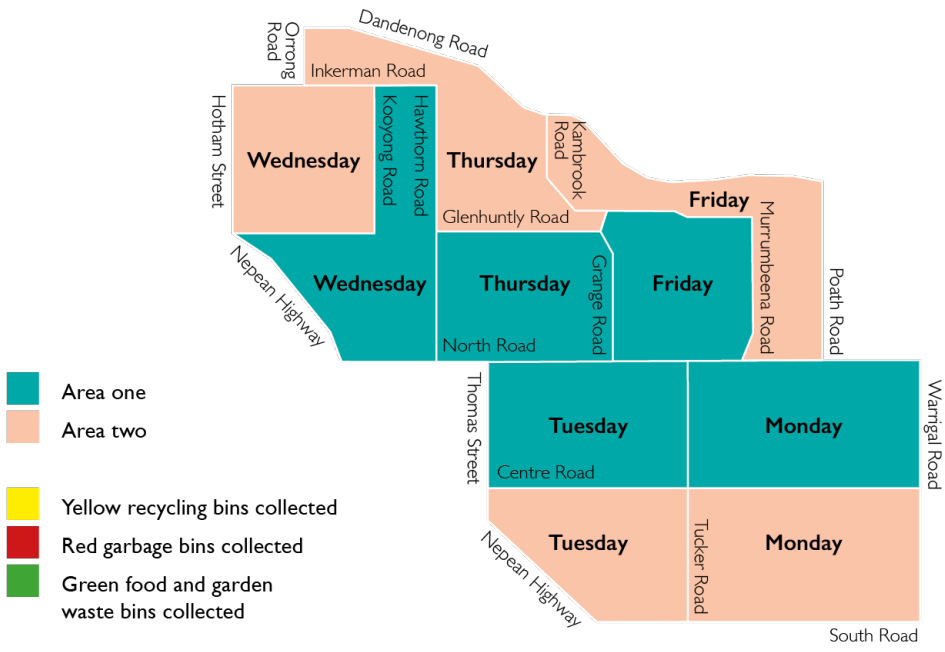 Orrong
Road
Dandenong Road
Inkerman Road
Hotham Street
Wednesday
Kooyong Road
Hawthorn Road
Thursday
Kambrook
Road
Glenhuntly Road
Friday
Murrumbeena Road
Poath Road
Nepean Highway
Wednesday
Thursday
Grange Road
Friday
North Road
Thomas Street
Tuesday
Monday
Warrigal Road
Centre Road
Nepean Highway
Tuesday
Tucker Road
Monday
South Road
Area one
Area two
Yellow recycling bins collected
Red garbage bins collected
Green food and garden
waste bins collected